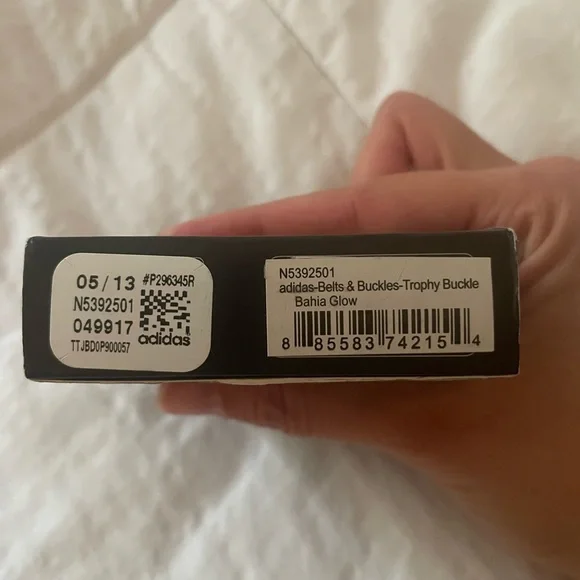 05/13 #P296345R
N5392501
049917
adidas
TTJBD0P900057
N5392501
adidas-Belts & Buckles-Trophy Buckle
Bahia Glow
8 85583 74215 4